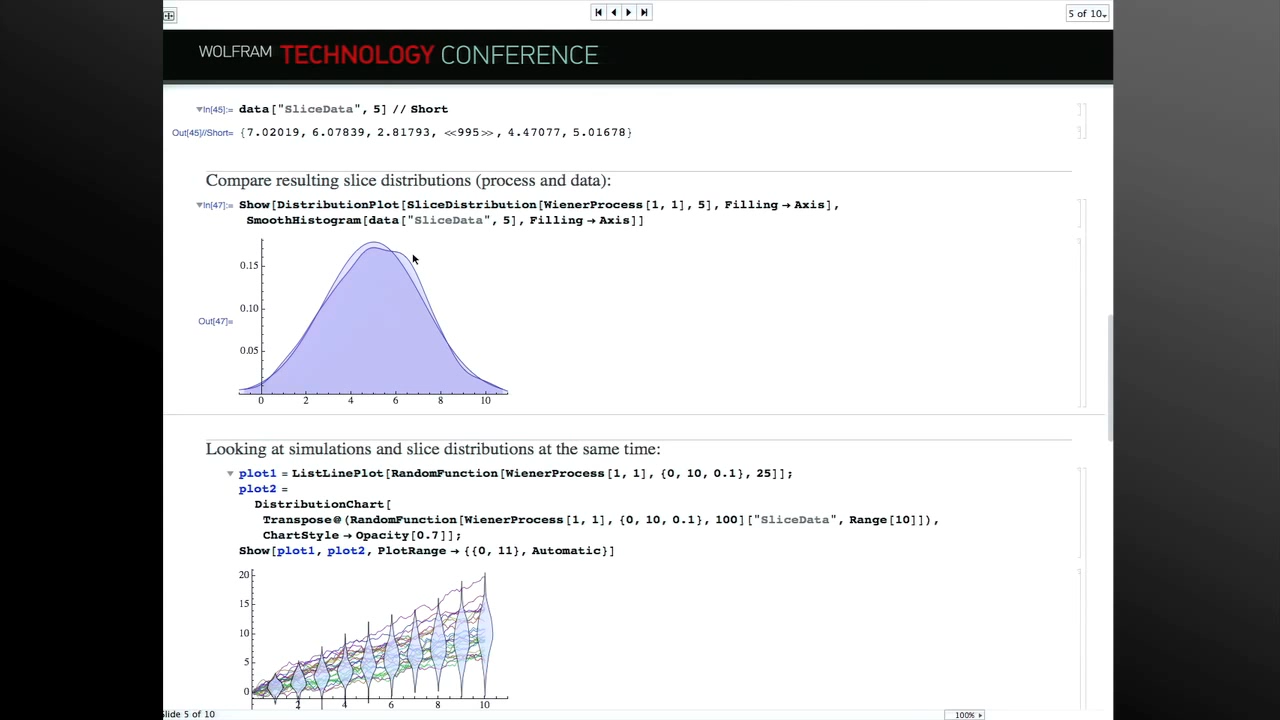 5 of 10
WOLFRAM TECHNOLOGY CONFERENCE
In[45]:= data["SliceData", 5] // Short
Out[45]//Short= {7.02019, 6.07839, 2.81793, <<995>>, 4.47077, 5.01678}
Compare resulting slice distributions (process and data):
In[47]:= Show[DistributionPlot[SliceDistribution[WienerProcess[1, 1], 5], Filling → Axis],
SmoothHistogram[data["SliceData", 5], Filling → Axis]]
0.15
0.10
Out[47]=
0.05
0 2 4 6 8 10
Looking at simulations and slice distributions at the same time:
plot1 = ListLinePlot[RandomFunction[WienerProcess[1, 1], {0, 10, 0.1}, 25]];
plot2 =
DistributionChart[
Transpose@(RandomFunction[WienerProcess[1, 1], {0, 10, 0.1}, 100]["SliceData", Range[10]]),
ChartStyle → Opacity[0.7]];
Show[plot1, plot2, PlotRange → {{0, 11}, Automatic}]
20
15
10
5
0
2 4 6 8 10
Slide 5 of 10
100%